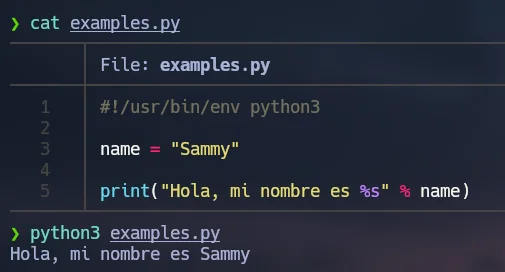 ❯ cat examples.py
File: examples.py
1 #!/usr/bin/env python3
2
3 name = "Sammy"
4
5 print("Hola, mi nombre es %s" % name)
❯ python3 examples.py
Hola, mi nombre es Sammy